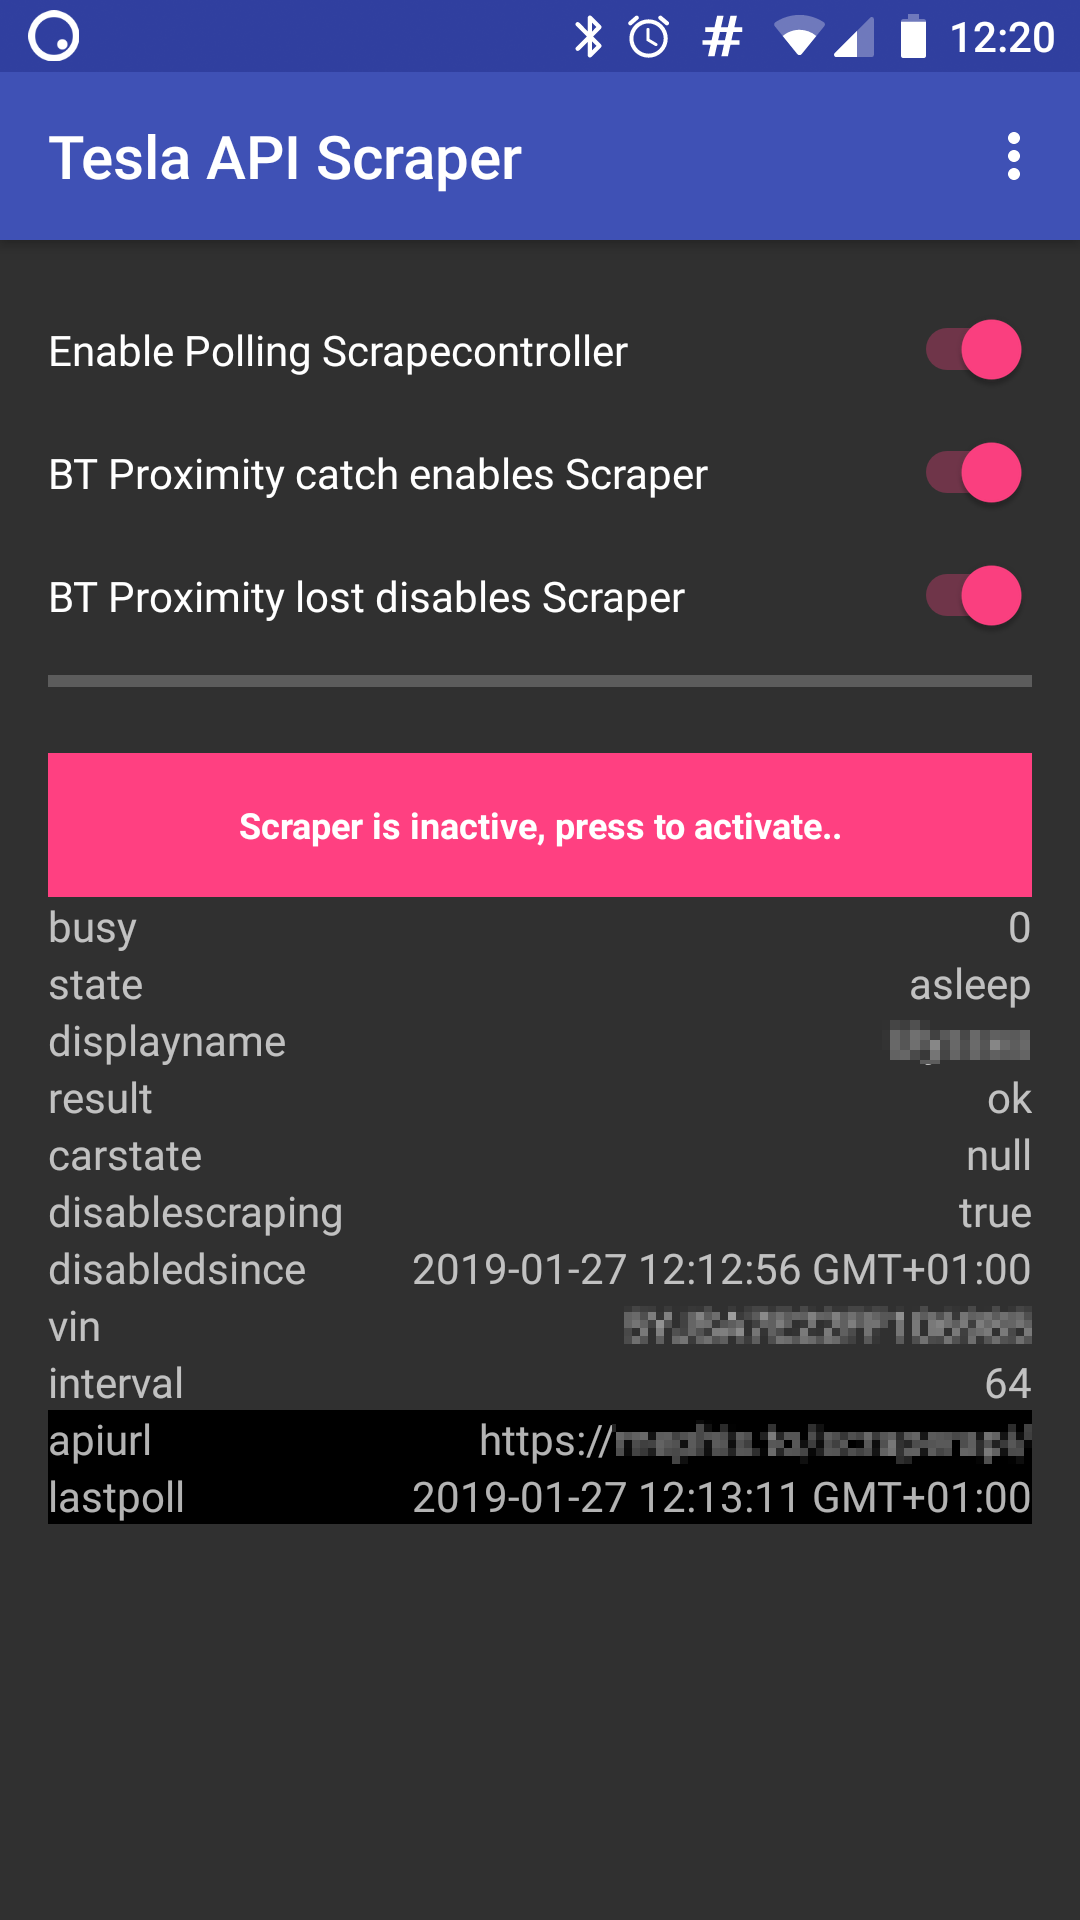 12:20
Tesla API Scraper
Enable Polling Scrapecontroller
BT Proximity catch enables Scraper
BT Proximity lost disables Scraper
Scraper is inactive, press to activate..
busy 0
state asleep
displayname
result ok
carstate null
disablescraping true
disabledsince 2019-01-27 12:12:56 GMT+01:00
vin
interval 64
apiurl https://
lastpoll 2019-01-27 12:13:11 GMT+01:00